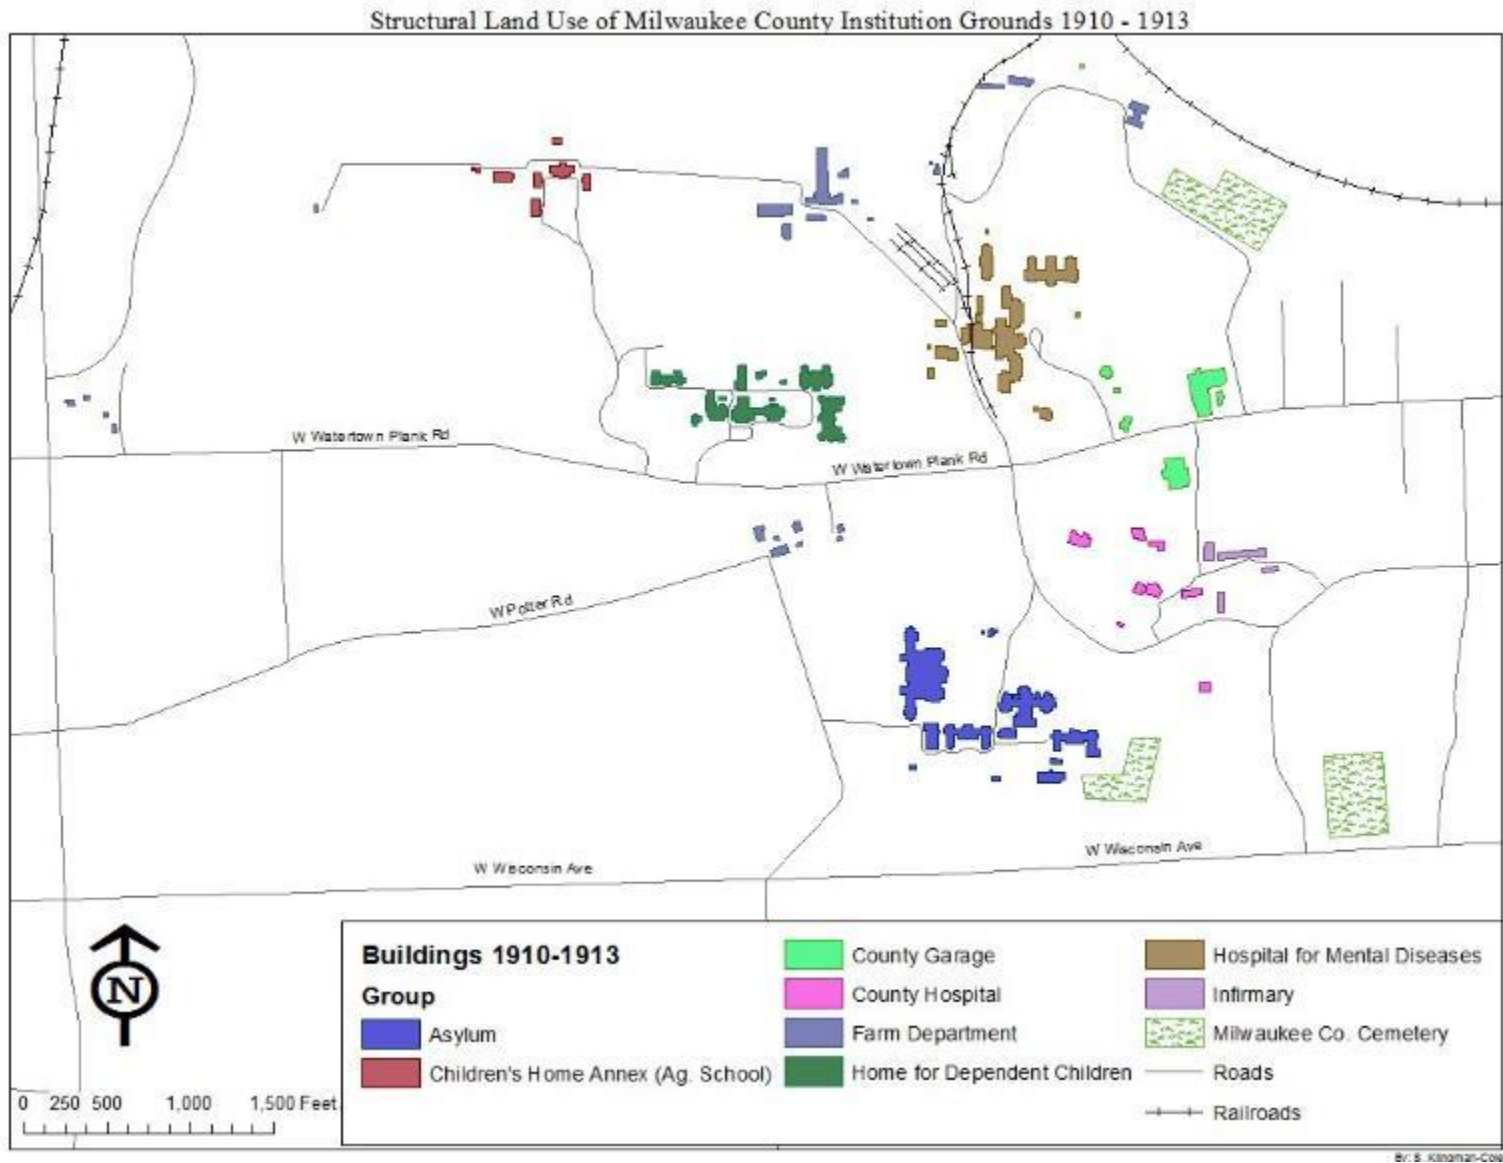 Structural Land Use of Milwaukee County Institution Grounds 1910 - 1913
W Watertown Plank Rd
W Watertown Plank Rd
W Potter Rd
W Wisconsin Ave
W Wisconsin Ave
N
Buildings 1910-1913
Group
Asylum
Children's Home Annex (Ag. School)
County Garage
County Hospital
Farm Department
Home for Dependent Children
Hospital for Mental Diseases
Infirmary
Milwaukee Co. Cemetery
Roads
Railroads
0 250 500 1,000 1,500 Feet
By: S. Klingman-Cole